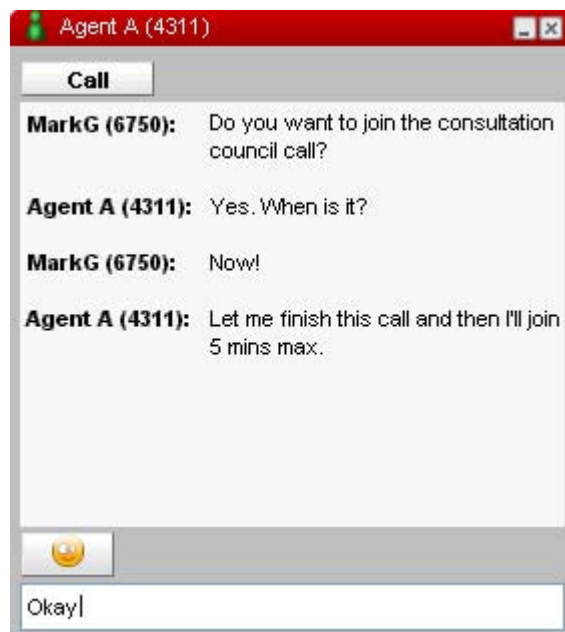 Agent A (4311)
Call
MarkG (6750): Do you want to join the consultation
council call?
Agent A (4311): Yes. When is it?
MarkG (6750): Now!
Agent A (4311): Let me finish this call and then I'll join
5 mins max.
Okay